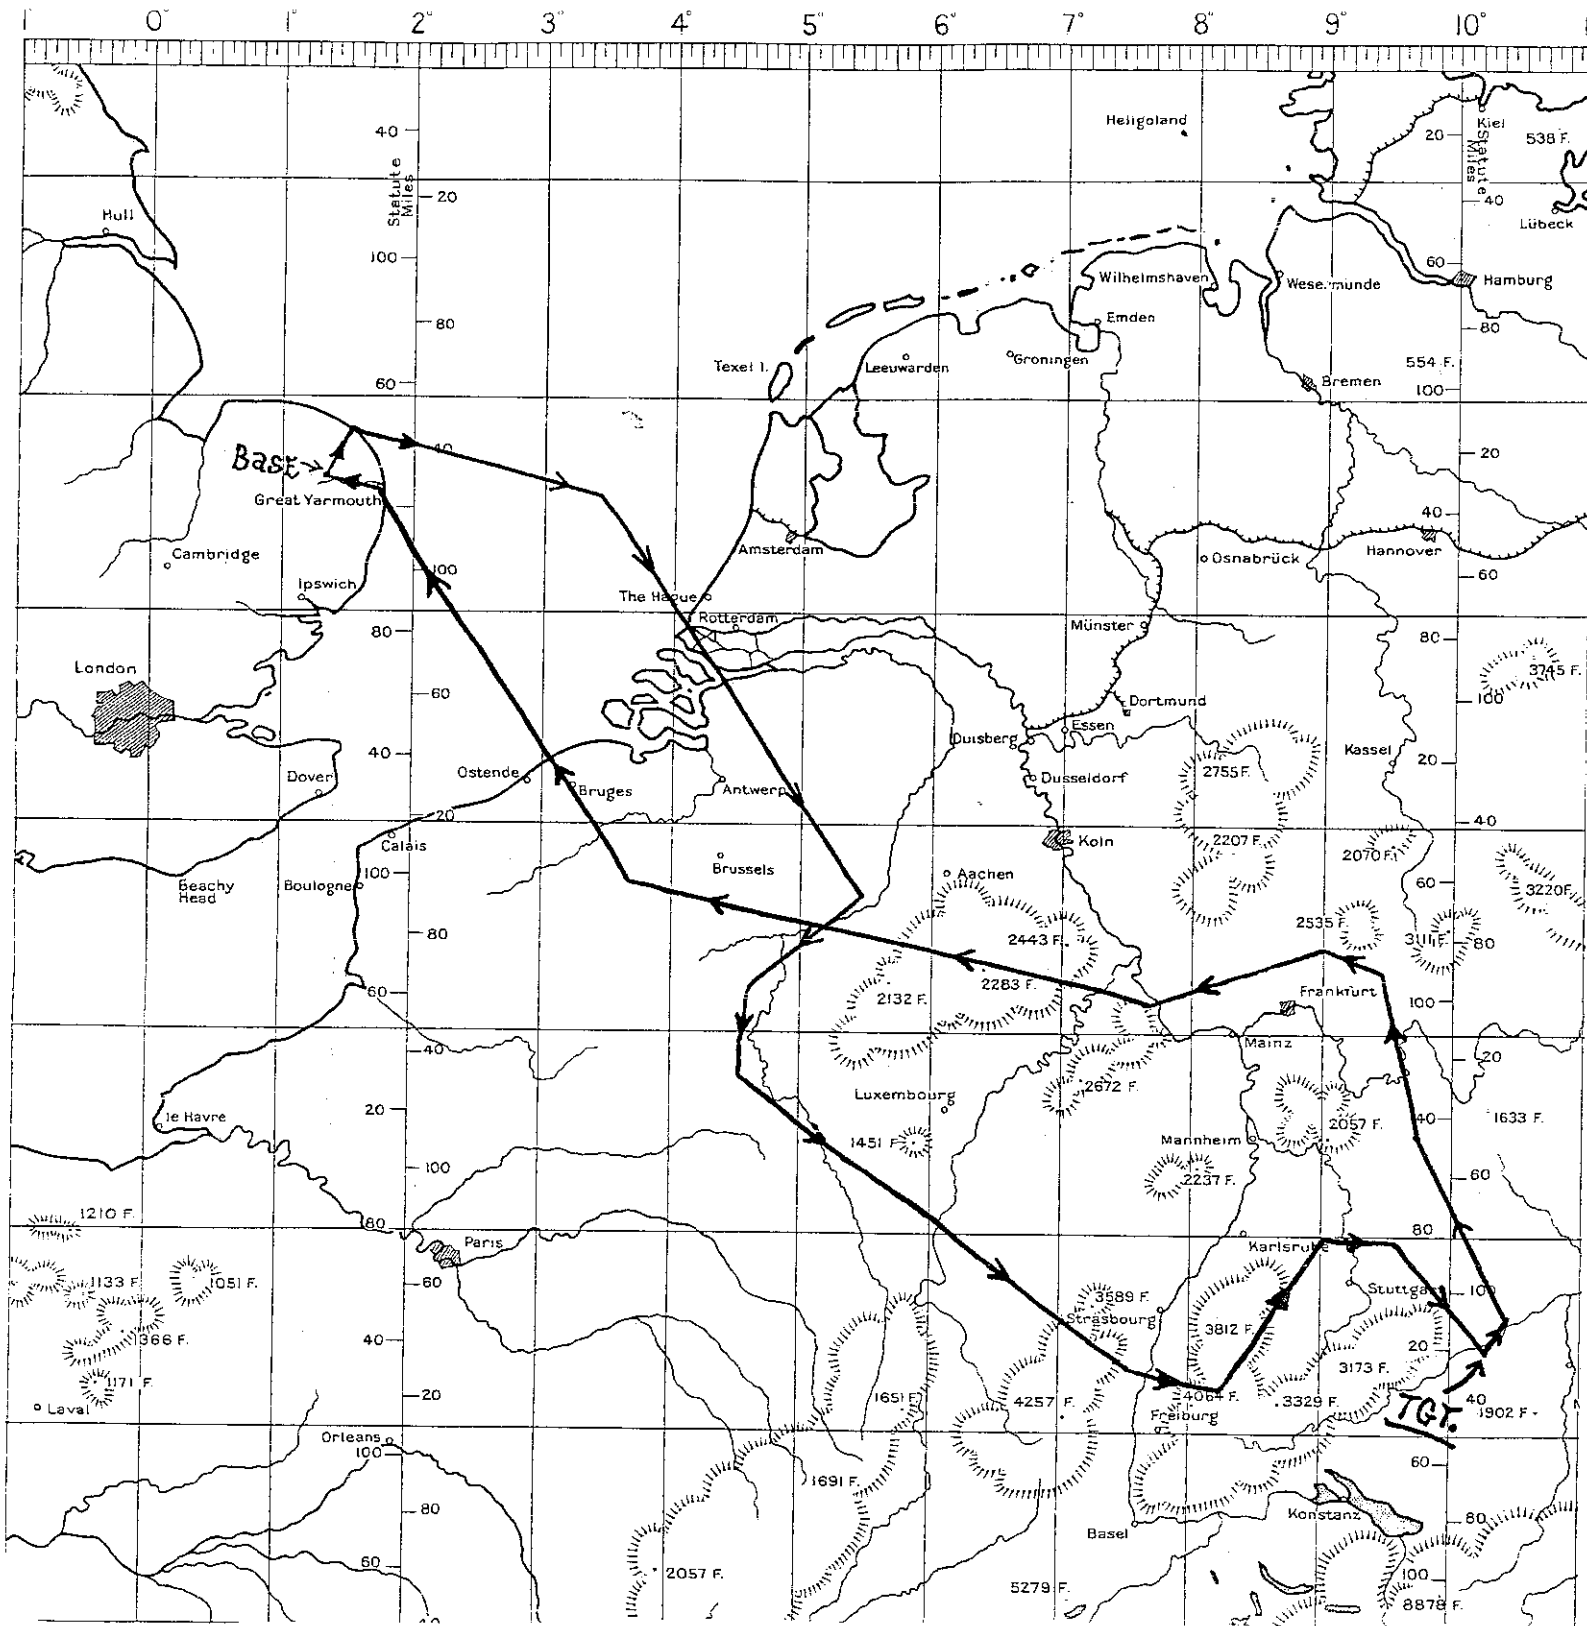 1 0° 1° 2° 3° 4° 5° 6° 7° 8° 9° 10°
Heligoland
Kiel
538 F.
40
20
Statute Miles
Statute Miles
20
40
Hull
Lübeck
100
60
Wilhelmshaven
Wesermünde
Hamburg
80
Emden
80
Texel I.
Leeuwarden
Groningen
554 F.
60
Bremen
100
40
BASE
20
Great Yarmouth
40
Amsterdam
Hannover
Cambridge
Osnabrück
100
60
Ipswich
The Hague
Rotterdam
80
Münster
80
London
3745 F.
60
Dortmund
100
Essen
Duisberg
40
Kassel
20
Dover
Ostende
Dusseldorf
2755 F.
Bruges
Antwerp
20
40
Calais
Koln
2207 F.
2070 F.
Brussels
100
Aachen
60
Beachy Head
Boulogne
3220 F.
2535 F.
80
2443 F.
3111 F.
80
2283 F.
Frankfurt
60
2132 F.
100
Mainz
40
20
2672 F.
Luxembourg
20
le Havre
1633 F.
40
2057 F.
1451 F.
Mannheim
100
2237 F.
60
1210 F.
80
80
Paris
Karlsruhe
1133 F.
1051 F.
60
3589 F.
Stuttgart
100
Strasbourg
366 F.
40
3812 F.
20
3173 F.
1171 F.
20
1651 F.
4257 F.
4064 F.
3329 F.
TGT.
40
1902 F.
Laval
Freiburg
Orleans
100
60
1691 F.
80
Konstanz
80
Basel
60
2057 F.
5279 F.
100
8878 F.
40